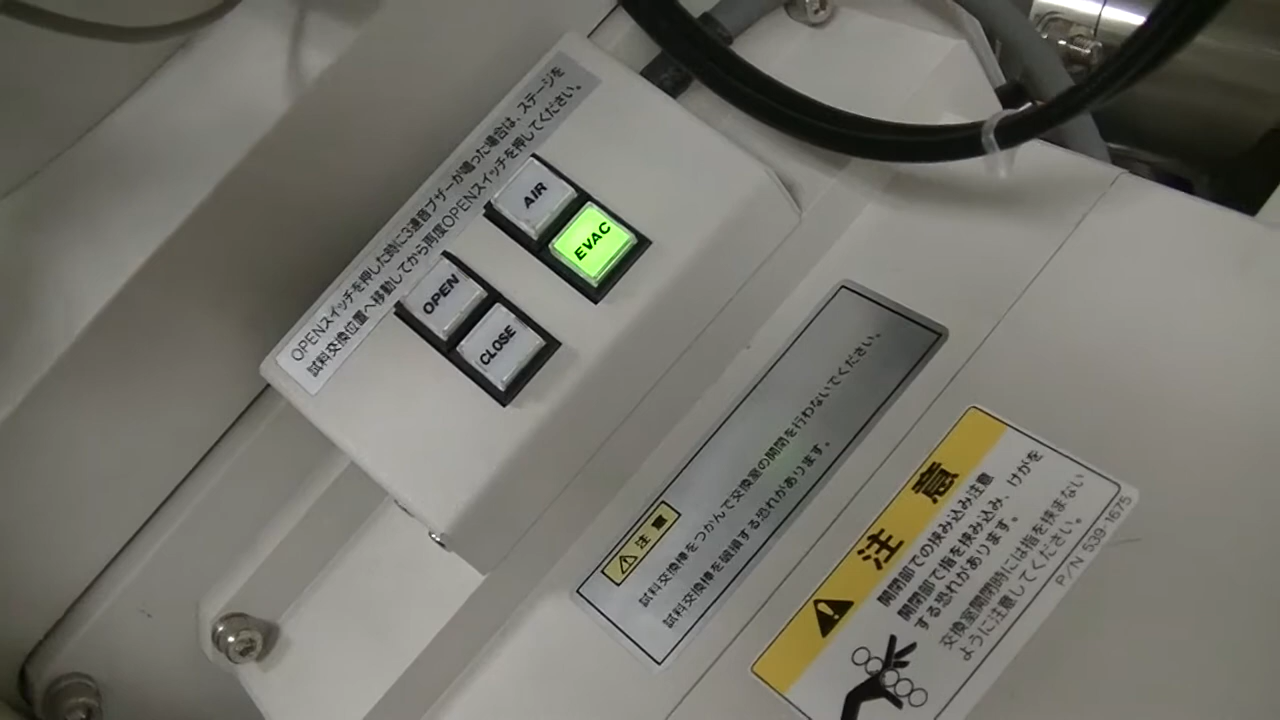 OPENスイッチを押した時に3連音ブザーが鳴った場合は、ステージを
試料交換位置へ移動してから再度OPENスイッチを押してください。
AIR
EVAC
OPEN
CLOSE
注意
試料交換棒をつかんで交換室の開閉を行わないでください。
試料交換棒を破損する恐れがあります。
注意
開閉部での挟み込み注意
開閉部で指を挟み込み、けがを
する恐れがあります。
交換室開閉時には指を挟まない
ように注意してください。
P/N 539-1675